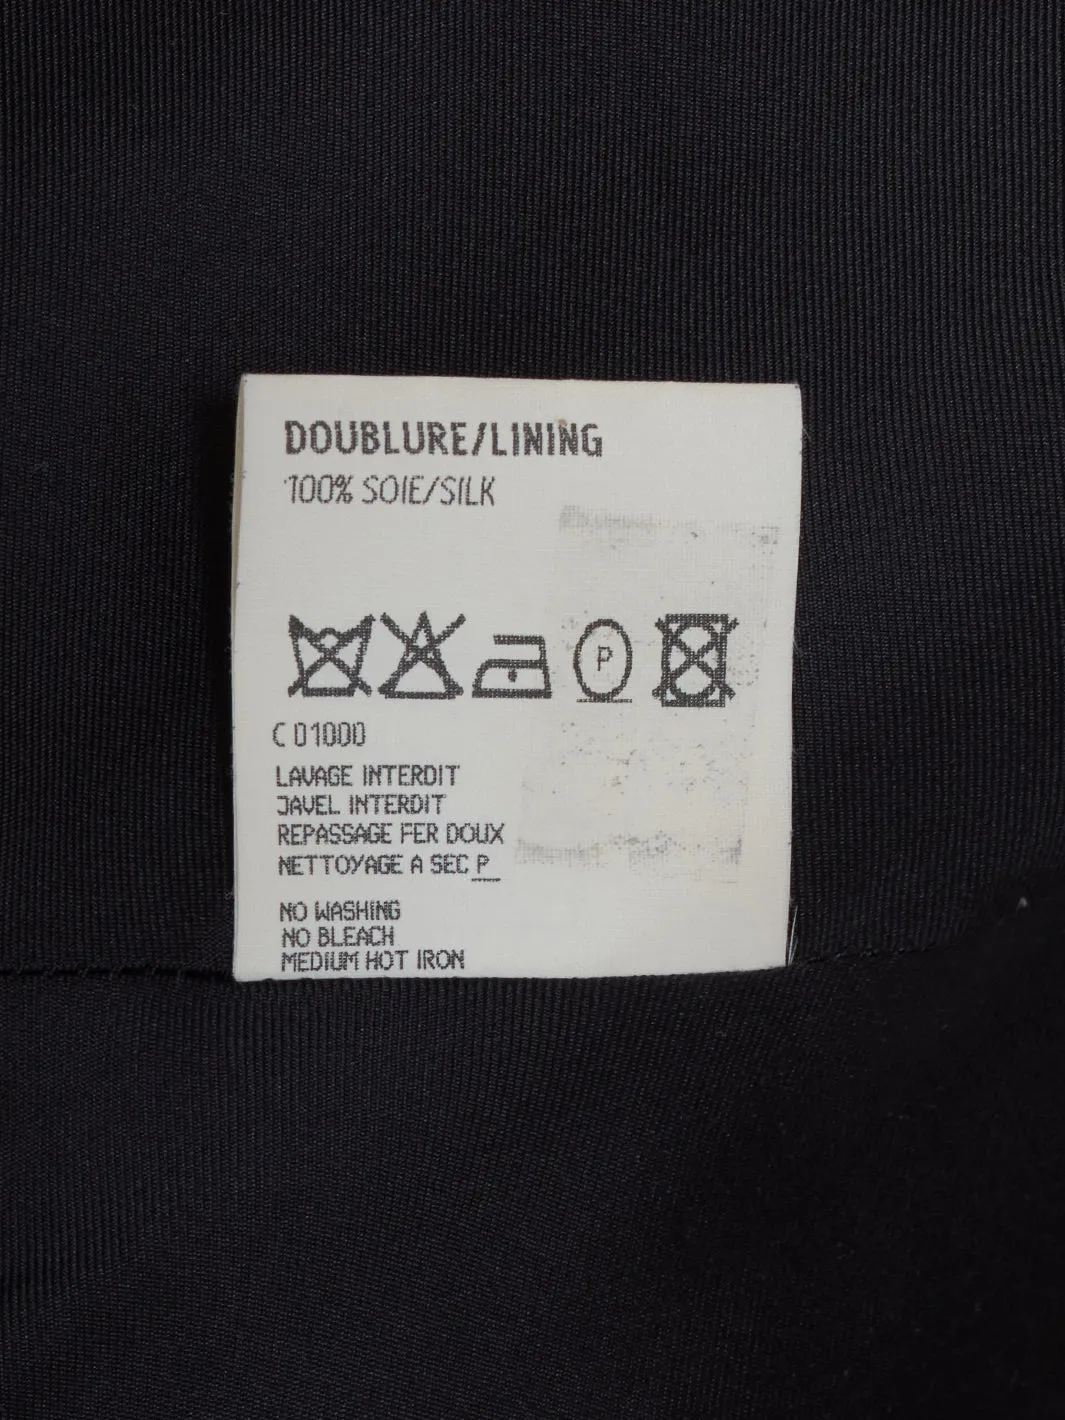 DOUBLURE/LINING
100% SOIE/SILK
P
C 01000
LAVAGE INTERDIT
JAVEL INTERDIT
REPASSAGE FER DOUX
NETTOYAGE A SEC P
NO WASHING
NO BLEACH
MEDIUM HOT IRON